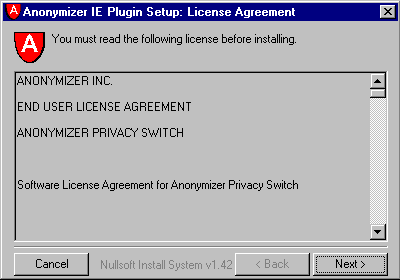 Anonymizer IE Plugin Setup: License Agreement
A
You must read the following license before installing.
ANONYMIZER INC.
END USER LICENSE AGREEMENT
ANONYMIZER PRIVACY SWITCH
Software License Agreement for Anonymizer Privacy Switch
Cancel Nullsoft Install System v1.42 < Back Next >